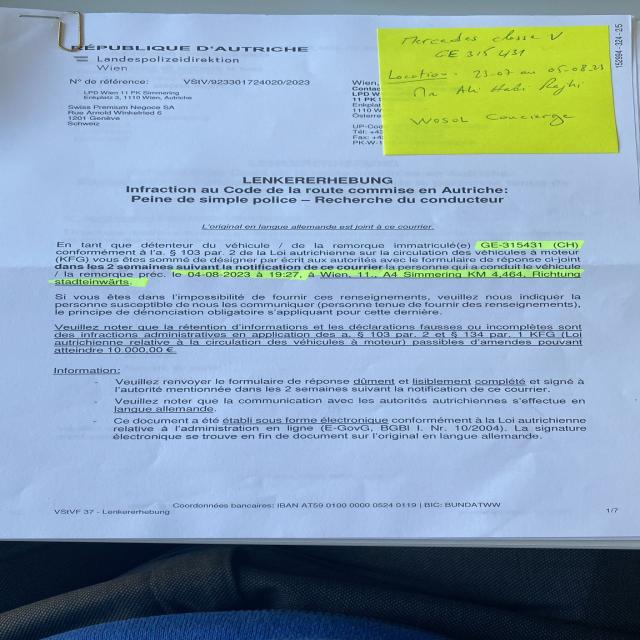 RÉPUBLIQUE D'AUTRICHE
Landespolizeidirektion
Wien
N° de référence: VStV/923301724020/2023
LPD Wien 11 PK Simmering
Enkplatz 3, 1110 Wien, Autriche
Swiss Premium Negoce SA
Rue Arnold Winkelried 6
1201 Genève
Schweiz
Wien,
Contac
LPD W
11 PK
Enkpl
1110 W
Österre
UP-Cod
Tel: +43
Fax: +4
PK-W-1
Mercedes classe V
GE 315 431
Location: 23-07 au 05-08.23
Mr Ali
Wosol Concierge
152894 - 324 - 2/5
LENKERERHEBUNG
Infraction au Code de la route commise en Autriche:
Peine de simple police – Recherche du conducteur
L'original en langue allemande est joint à ce courrier.
En tant que détenteur du véhicule / de la remorque immatriculé(e) GE-315431 (CH)
conformément à l'a. § 103 par. 2 de la Loi autrichienne sur la circulation des véhicules à moteur
(KFG) vous êtes sommé de désigner par écrit aux autorités avec le formulaire de réponse ci-joint
dans les 2 semaines suivant la notification de ce courrier la personne qui a conduit le véhicule
/ la remorque préc. le 04-08-2023 à 19:27, à Wien, 11., A4 Simmering KM 4,464, Richtung
stadteinwärts.
Si vous êtes dans l'impossibilité de fournir ces renseignements, veuillez nous indiquer la
personne susceptible de nous les communiquer (personne tenue de fournir des renseignements),
le principe de dénonciation obligatoire s'appliquant pour cette dernière.
Veuillez noter que la rétention d'informations et les déclarations fausses ou incomplètes sont
des infractions administratives en application des a. § 103 par. 2 et § 134 par. 1 KFG (Loi
autrichienne relative à la circulation des véhicules à moteur) passibles d'amendes pouvant
atteindre 10.000,00 €.
Information:
- Veuillez renvoyer le formulaire de réponse dûment et lisiblement complété et signé à
l'autorité mentionnée dans les 2 semaines suivant la notification de ce courrier.
- Veuillez noter que la communication avec les autorités autrichiennes s'effectue en
langue allemande.
- Ce document a été établi sous forme électronique conformément à la Loi autrichienne
relative à l'administration en ligne (E-GovG, BGBl I. Nr. 10/2004). La signature
électronique se trouve en fin de document sur l'original en langue allemande.
Coordonnées bancaires: IBAN AT59 0100 0000 0524 0119 | BIC: BUNDATWW
VStVF 37 - Lenkererhebung 1/7